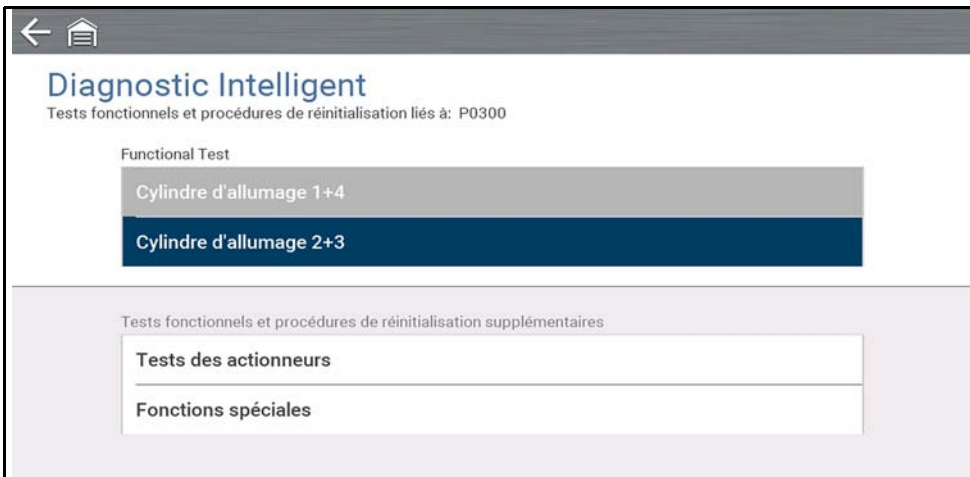 Diagnostic Intelligent
Tests fonctionnels et procédures de réinitialisation liés à: P0300
Functional Test
Cylindre d'allumage 1+4
Cylindre d'allumage 2+3
Tests fonctionnels et procédures de réinitialisation supplémentaires
Tests des actionneurs
Fonctions spéciales